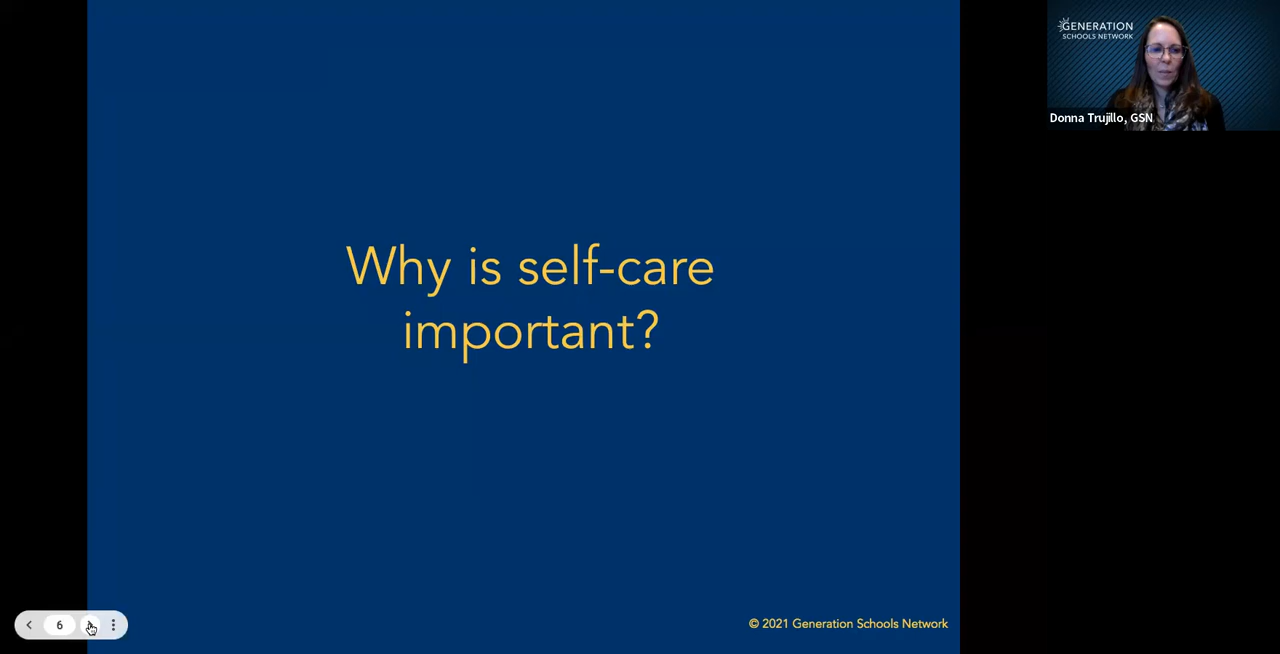 GENERATION
SCHOOLS NETWORK
Donna Trujillo, GSN
Why is self-care
important?
6
© 2021 Generation Schools Network